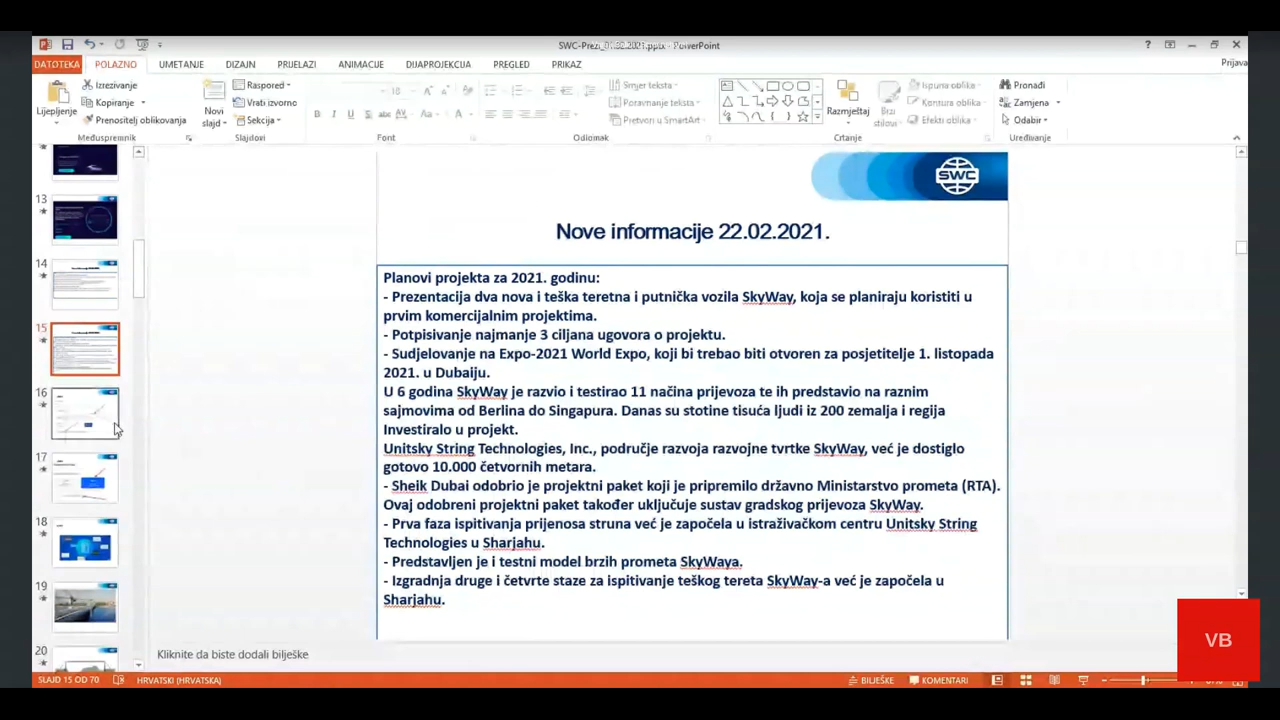 DATOTEKA POLAZNO UMETANJE DIZAJN PRIJELAZI ANIMACIJE DIJAPROJEKCIJA PREGLED PRIKAZ Prijava
Lijepljenje
Izrezivanje
Kopiranje
Prenositelj oblikovanja
Međuspremnik
Novi
slajd
Raspored
Vrati izvorno
Sekcija
Slajdovi
18
Font
Smjer teksta
Poravnanje teksta
Pretvori u SmartArt
Odlomak
Razmještaj
Brzi
stilovi
Ispuna oblika
Kontura oblika
Efekti oblika
Crtanje
Pronađi
Zamjena
Odabir
Uređivanje
13
14
15
16
17
18
19
20
SWC
Nove informacije 22.02.2021.
Planovi projekta za 2021. godinu:
- Prezentacija dva nova i teška teretna i putnička vozila SkyWay, koja se planiraju koristiti u
prvim komercijalnim projektima.
- Potpisivanje najmanje 3 ciljana ugovora o projektu.
- Sudjelovanje na Expo-2021 World Expo, koji bi trebao biti otvoren za posjetitelje 1. listopada
2021. u Dubaiju.
U 6 godina SkyWay je razvio i testirao 11 načina prijevoza te ih predstavio na raznim
sajmovima od Berlina do Singapura. Danas su stotine tisuća ljudi iz 200 zemalja i regija
Investiralo u projekt.
Unitsky String Technologies, Inc., područje razvoja razvojne tvrtke SkyWay, već je dostiglo
gotovo 10.000 četvornih metara.
- Sheik Dubai odobrio je projektni paket koji je pripremilo državno Ministarstvo prometa (RTA).
Ovaj odobreni projektni paket također uključuje sustav gradskog prijevoza SkyWay.
- Prva faza ispitivanja prijenosa struna već je započela u istraživačkom centru Unitsky String
Technologies u Sharjahu.
- Predstavljen je i testni model brzih prometa SkyWaya.
- Izgradnja druge i četvrte staze za ispitivanje teškog tereta SkyWay-a već je započela u
Sharjahu.
Kliknite da biste dodali bilješke
VB
SLAJD 15 OD 70 HRVATSKI (HRVATSKA) BILJEŠKE KOMENTARI